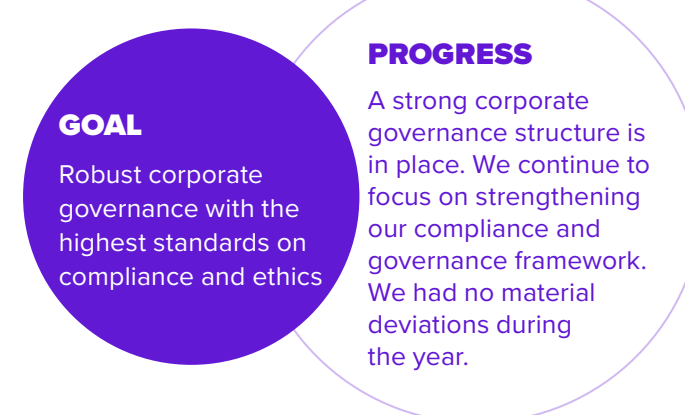 GOAL
Robust corporate
governance with the
highest standards on
compliance and ethics
PROGRESS
A strong corporate
governance structure is
in place. We continue to
focus on strengthening
our compliance and
governance framework.
We had no material
deviations during
the year.